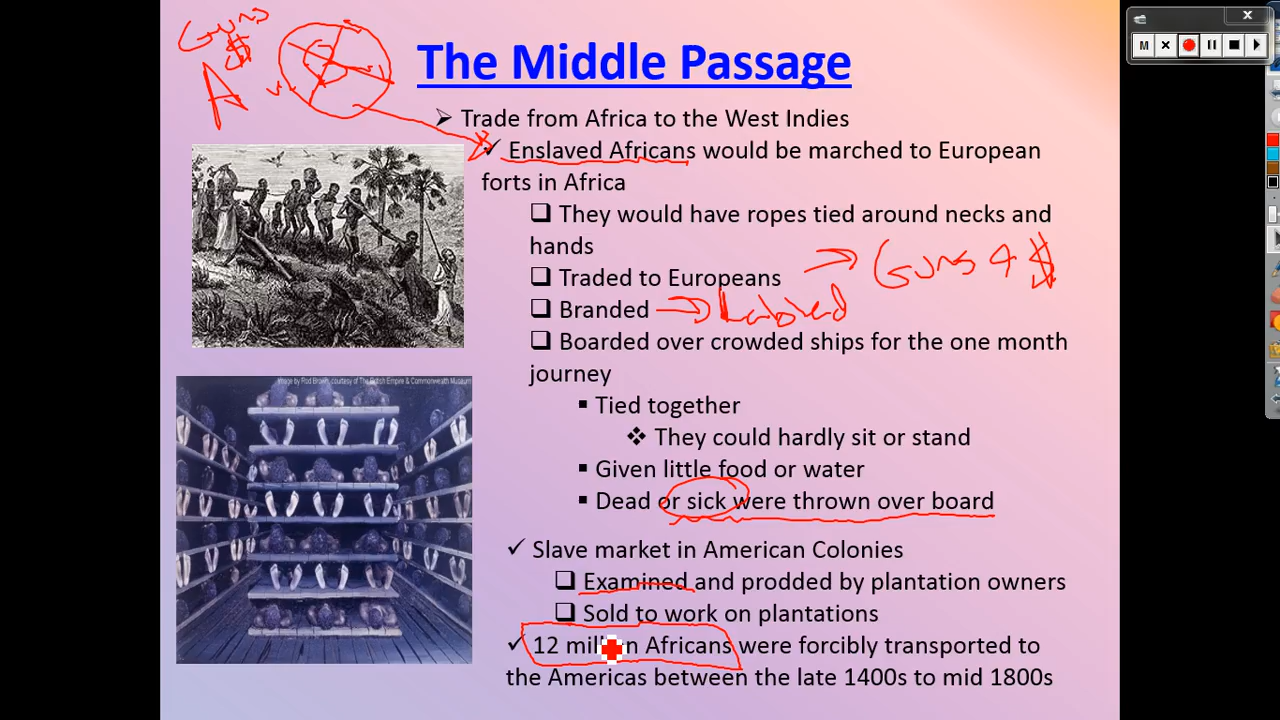 Guns
$
A
The Middle Passage
➢ Trade from Africa to the West Indies
✓ Enslaved Africans would be marched to European
forts in Africa
❑ They would have ropes tied around necks and
hands
❑ Traded to Europeans → Guns & $
❑ Branded → Labeled
❑ Boarded over crowded ships for the one month
journey
▪ Tied together
❖ They could hardly sit or stand
▪ Given little food or water
▪ Dead or sick were thrown over board
✓ Slave market in American Colonies
❑ Examined and prodded by plantation owners
❑ Sold to work on plantations
✓ 12 million Africans were forcibly transported to
the Americas between the late 1400s to mid 1800s
Image by Rod Brown, courtesy of The British Empire & Commonwealth Museum
M